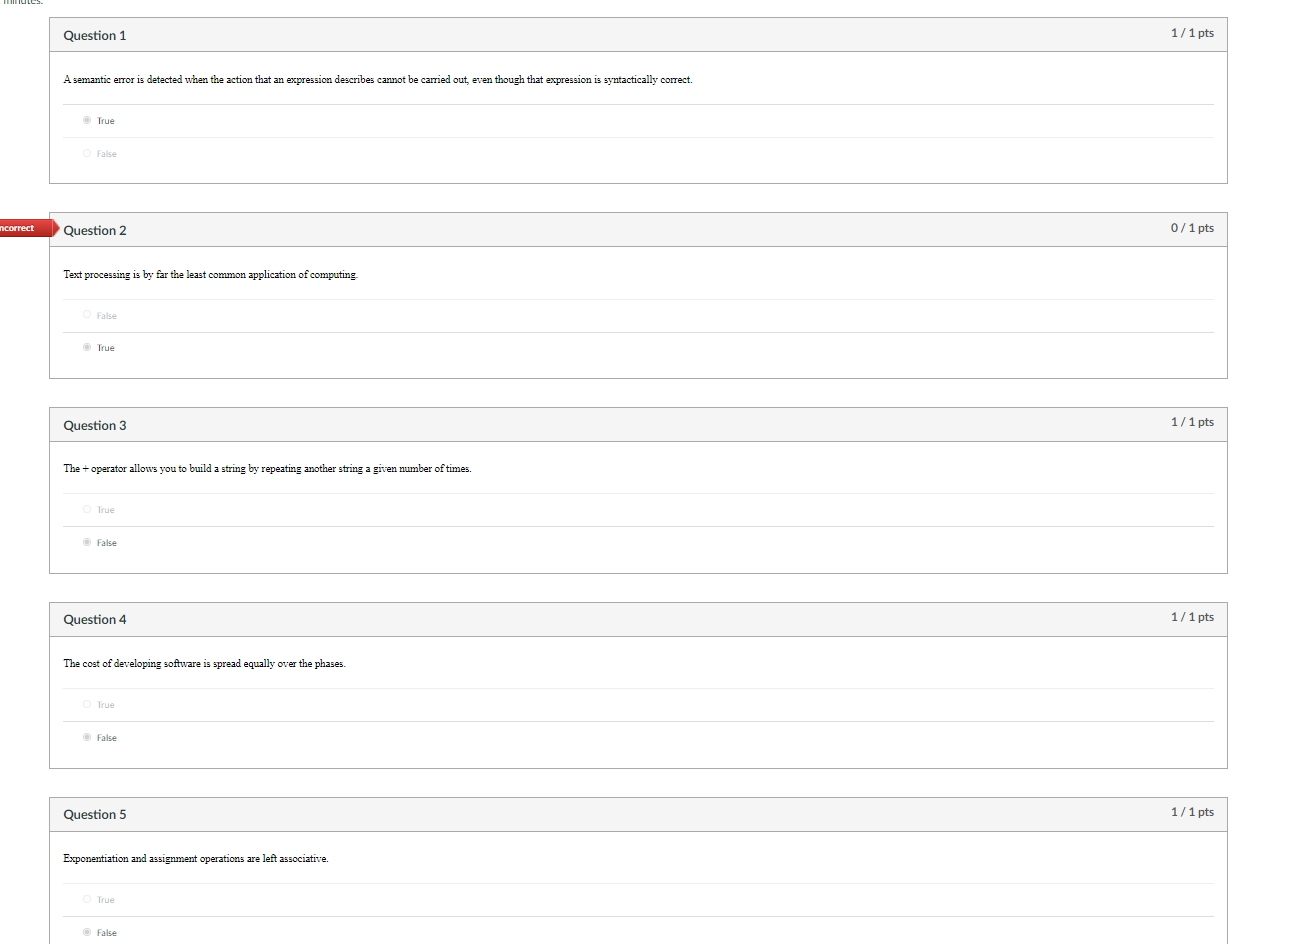 minutes.
Question 1
1 / 1 pts
A semantic error is detected when the action that an expression describes cannot be carried out, even though that expression is syntactically correct.
True
False
ncorrect
Question 2
0 / 1 pts
Text processing is by far the least common application of computing.
False
True
Question 3
1 / 1 pts
The + operator allows you to build a string by repeating another string a given number of times.
True
False
Question 4
1 / 1 pts
The cost of developing software is spread equally over the phases.
True
False
Question 5
1 / 1 pts
Exponentiation and assignment operations are left associative.
True
False